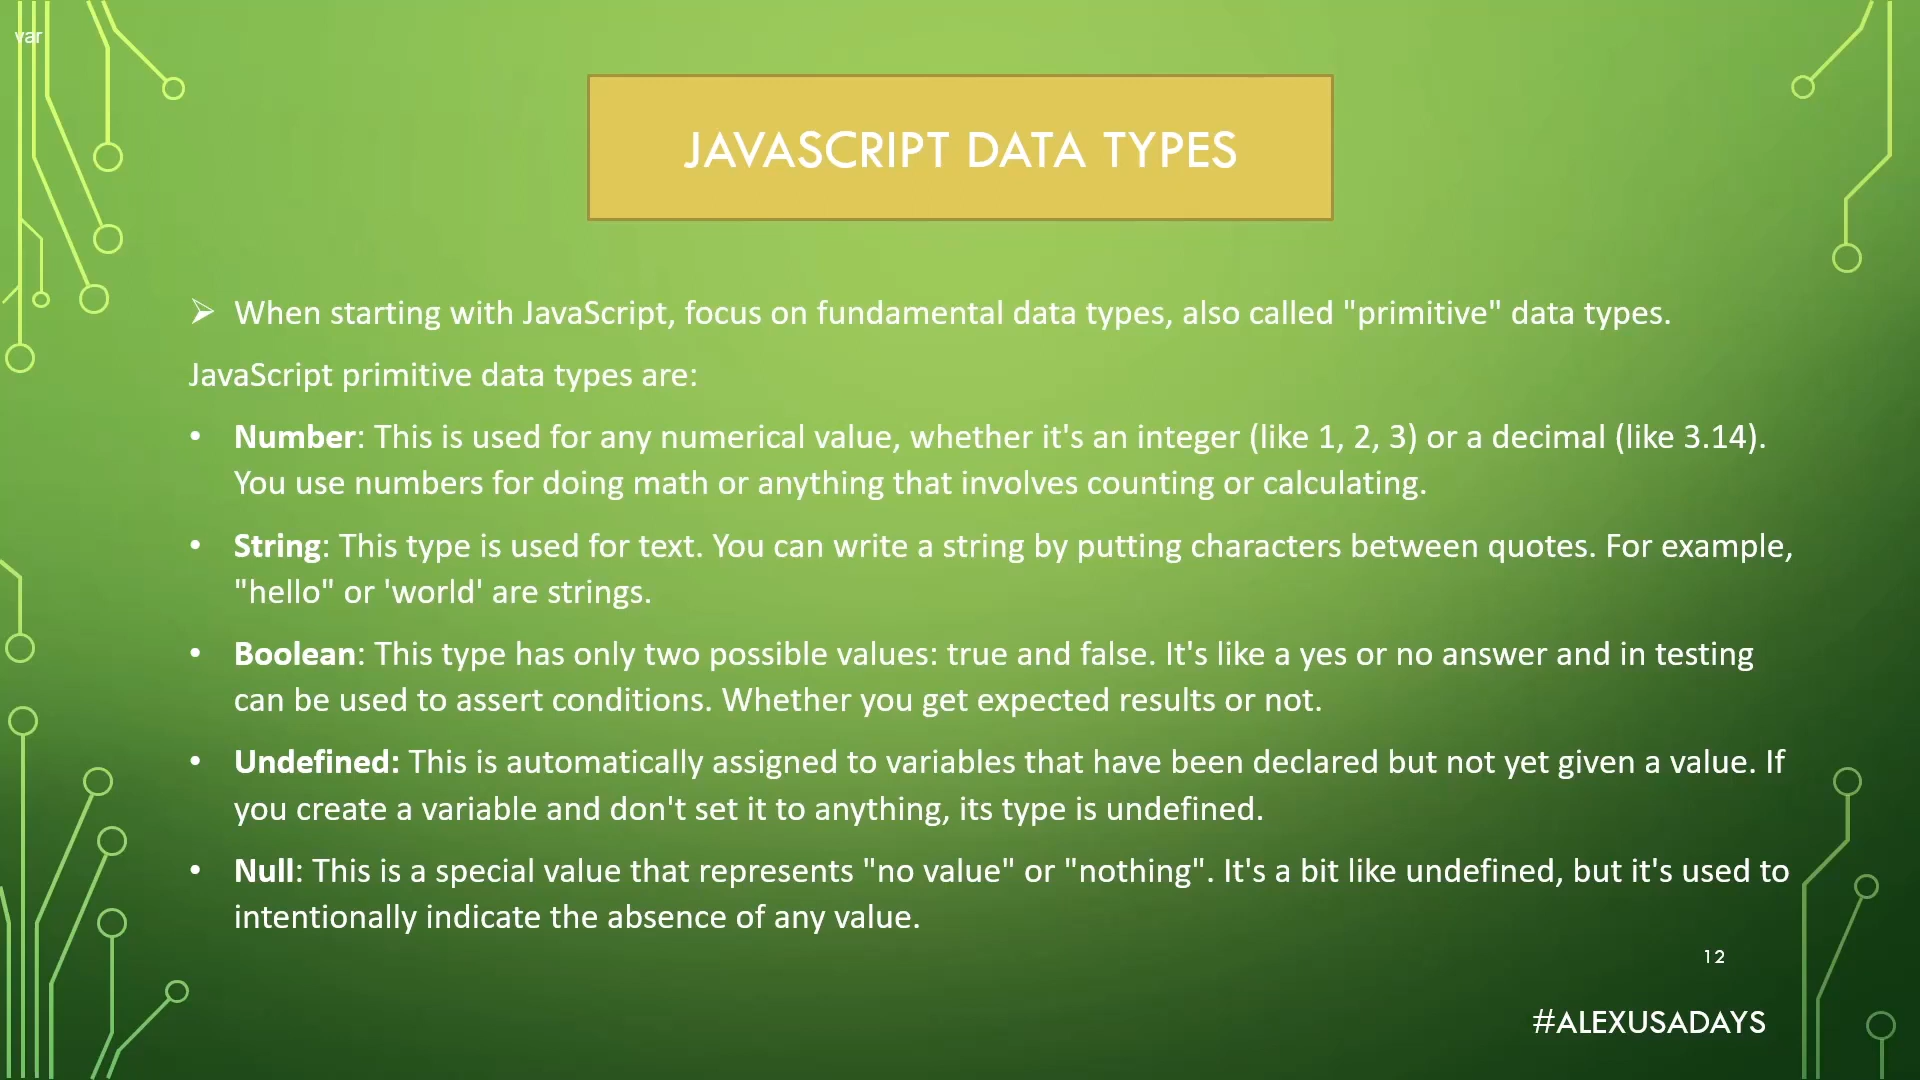 var
JAVASCRIPT DATA TYPES
➢ When starting with JavaScript, focus on fundamental data types, also called "primitive" data types.
JavaScript primitive data types are:
• Number: This is used for any numerical value, whether it's an integer (like 1, 2, 3) or a decimal (like 3.14).
You use numbers for doing math or anything that involves counting or calculating.
• String: This type is used for text. You can write a string by putting characters between quotes. For example,
"hello" or 'world' are strings.
• Boolean: This type has only two possible values: true and false. It's like a yes or no answer and in testing
can be used to assert conditions. Whether you get expected results or not.
• Undefined: This is automatically assigned to variables that have been declared but not yet given a value. If
you create a variable and don't set it to anything, its type is undefined.
• Null: This is a special value that represents "no value" or "nothing". It's a bit like undefined, but it's used to
intentionally indicate the absence of any value.
12
#ALEXUSADAYS